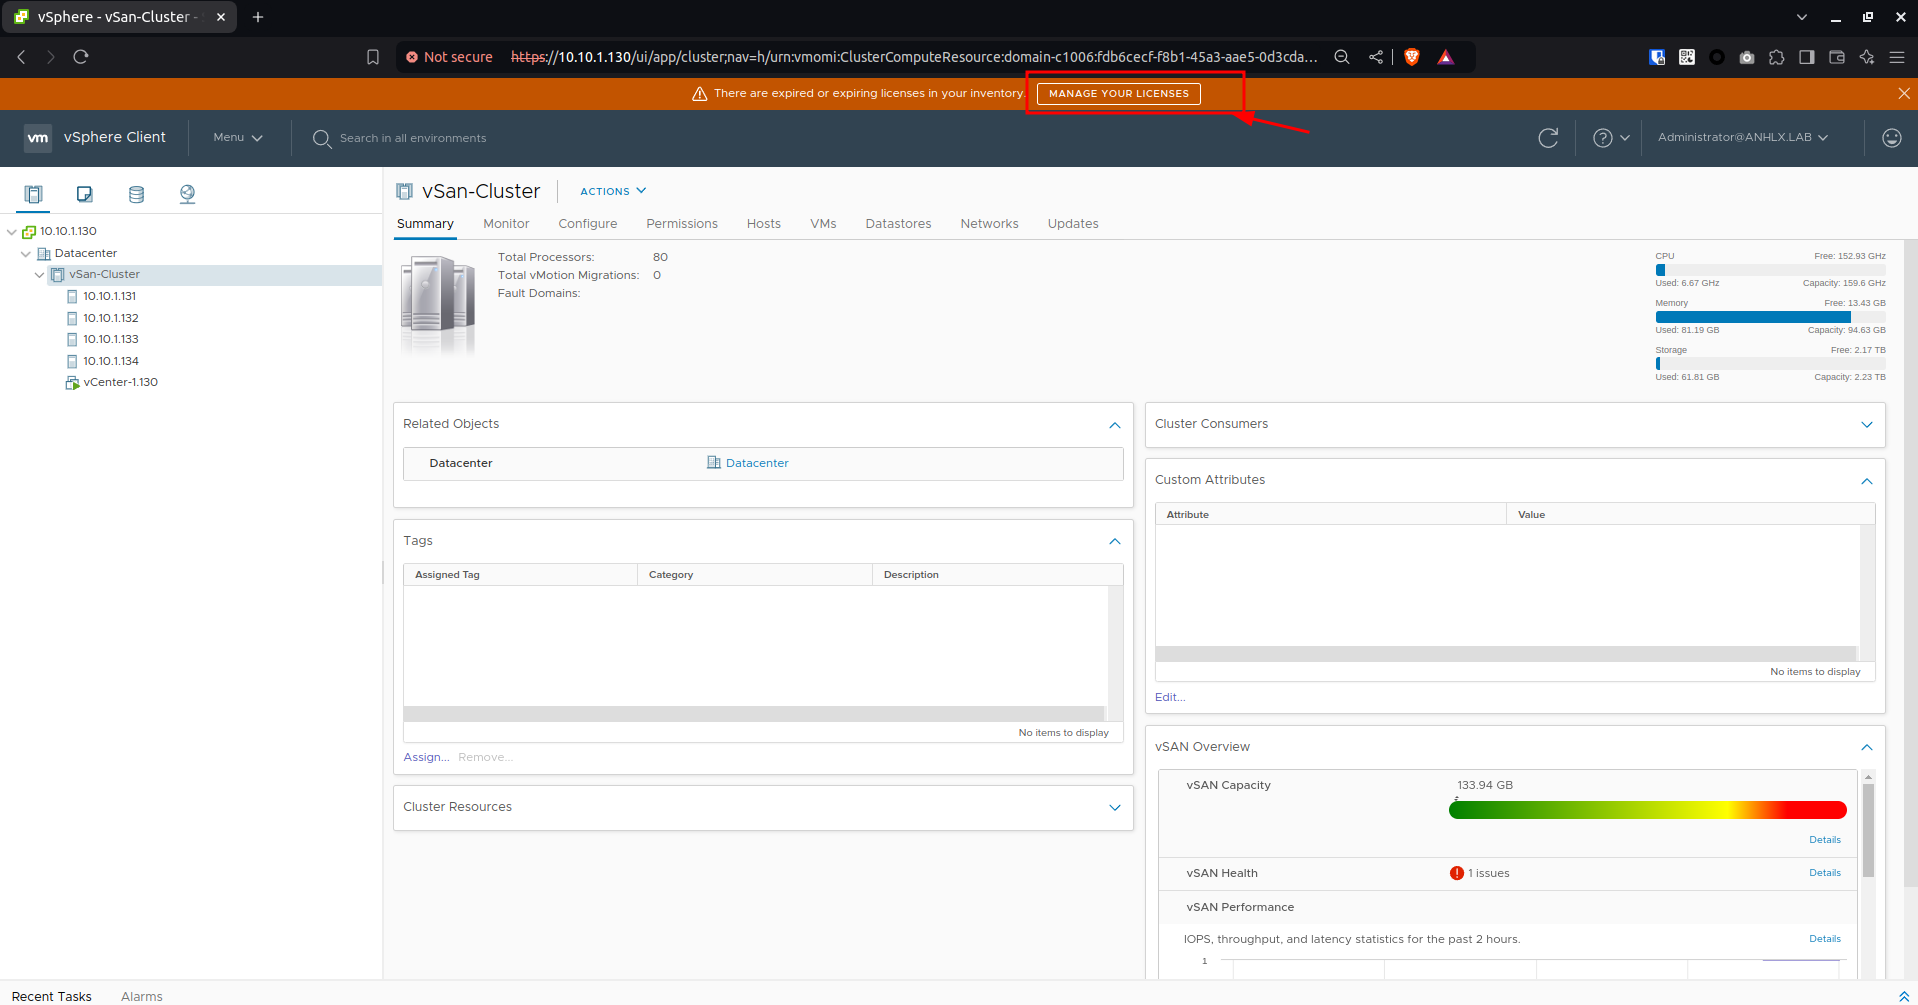 vSphere - vSan-Cluster -
Not secure https://10.10.1.130/ui/app/cluster;nav=h/urn:vmomi:ClusterComputeResource:domain-c1006:fdb6cecf-f8b1-45a3-aae5-0d3cda...
There are expired or expiring licenses in your inventory. MANAGE YOUR LICENSES
vm vSphere Client Menu Search in all environments Administrator@ANHLX.LAB
vSan-Cluster ACTIONS
Summary Monitor Configure Permissions Hosts VMs Datastores Networks Updates
10.10.1.130
Datacenter
vSan-Cluster
10.10.1.131
10.10.1.132
10.10.1.133
10.10.1.134
vCenter-1.130
Total Processors: 80
Total vMotion Migrations: 0
Fault Domains:
CPU Free: 152.93 GHz
Used: 6.67 GHz Capacity: 159.6 GHz
Memory Free: 13.43 GB
Used: 81.19 GB Capacity: 94.63 GB
Storage Free: 2.17 TB
Used: 61.81 GB Capacity: 2.23 TB
Related Objects
Datacenter Datacenter
Tags
Assigned Tag Category Description
No items to display
Assign... Remove...
Cluster Resources
Cluster Consumers
Custom Attributes
Attribute Value
No items to display
Edit...
vSAN Overview
vSAN Capacity 133.94 GB
Details
vSAN Health 1 issues Details
vSAN Performance
IOPS, throughput, and latency statistics for the past 2 hours. Details
1
Recent Tasks Alarms